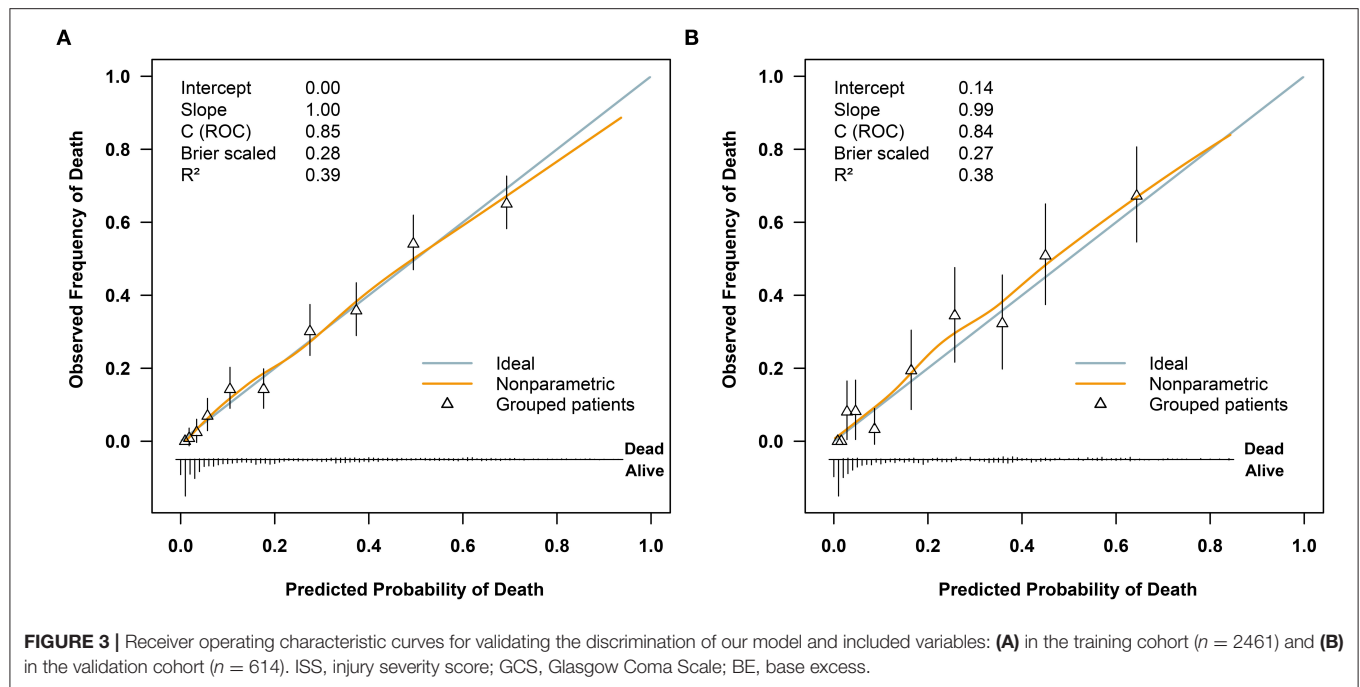 A
Intercept 0.00
Slope 1.00
C (ROC) 0.85
Brier scaled 0.28
R² 0.39
Observed Frequency of Death
1.0
0.8
0.6
0.4
0.2
0.0
Ideal
Nonparametric
Grouped patients
Dead
Alive
0.0 0.2 0.4 0.6 0.8 1.0
Predicted Probability of Death
B
Intercept 0.14
Slope 0.99
C (ROC) 0.84
Brier scaled 0.27
R² 0.38
Observed Frequency of Death
1.0
0.8
0.6
0.4
0.2
0.0
Ideal
Nonparametric
Grouped patients
Dead
Alive
0.0 0.2 0.4 0.6 0.8 1.0
Predicted Probability of Death
FIGURE 3 | Receiver operating characteristic curves for validating the discrimination of our model and included variables: (A) in the training cohort (n = 2461) and (B)
in the validation cohort (n = 614). ISS, injury severity score; GCS, Glasgow Coma Scale; BE, base excess.